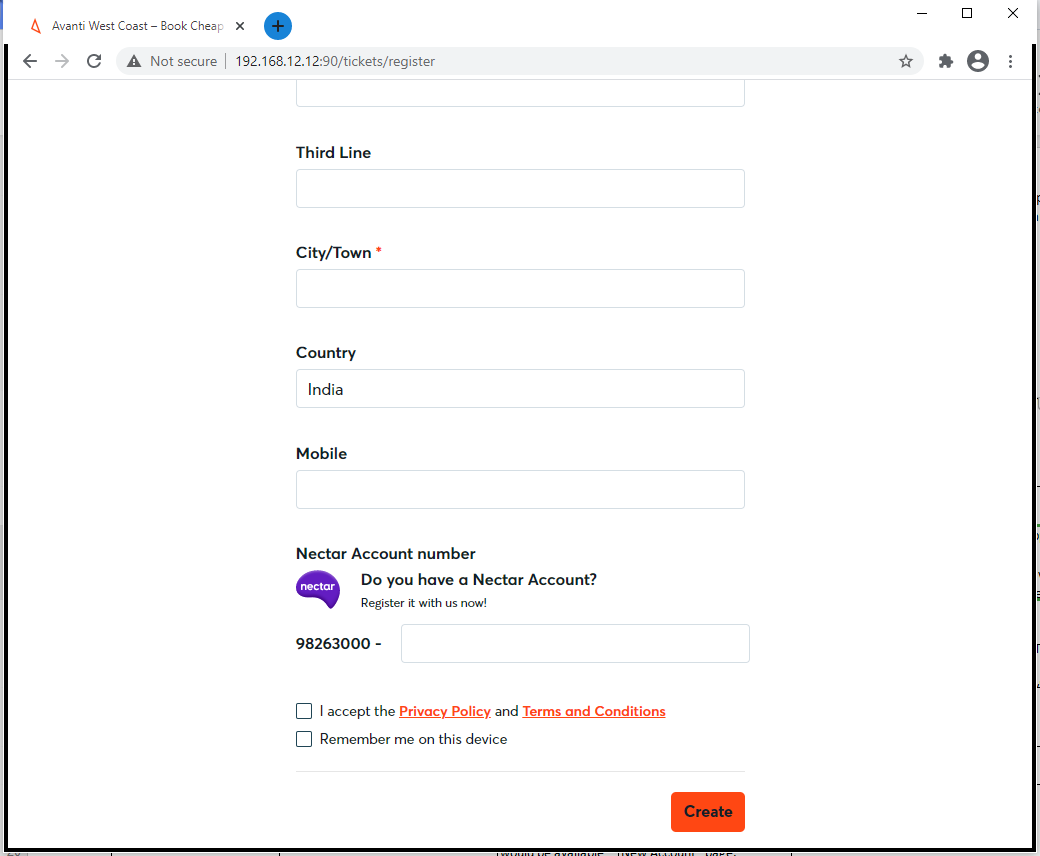 Avanti West Coast – Book Cheap
Not secure
192.168.12.12:90/tickets/register
Third Line
City/Town *
Country
India
Mobile
Nectar Account number
nectar
Do you have a Nectar Account?
Register it with us now!
98263000 -
I accept the Privacy Policy and Terms and Conditions
Remember me on this device
Create